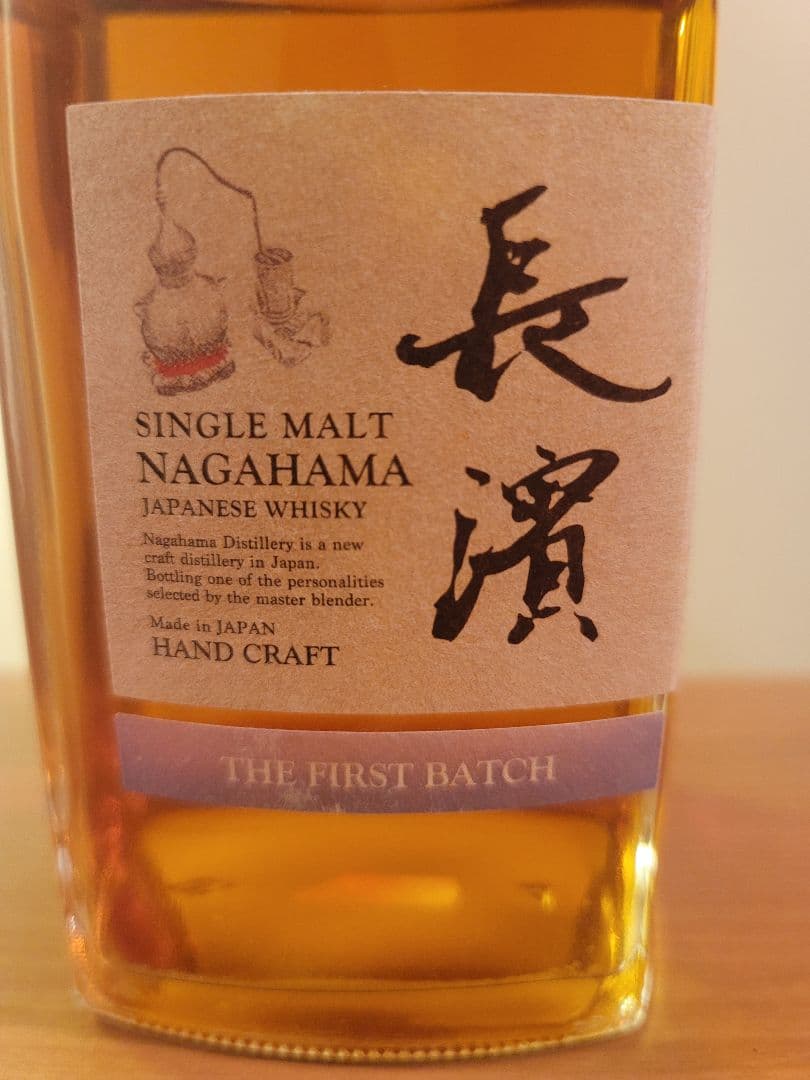 長濱
SINGLE MALT
NAGAHAMA
JAPANESE WHISKY
Nagahama Distillery is a new
craft distillery in Japan.
Bottling one of the personalities
selected by the master blender.
Made in JAPAN
HAND CRAFT
THE FIRST BATCH